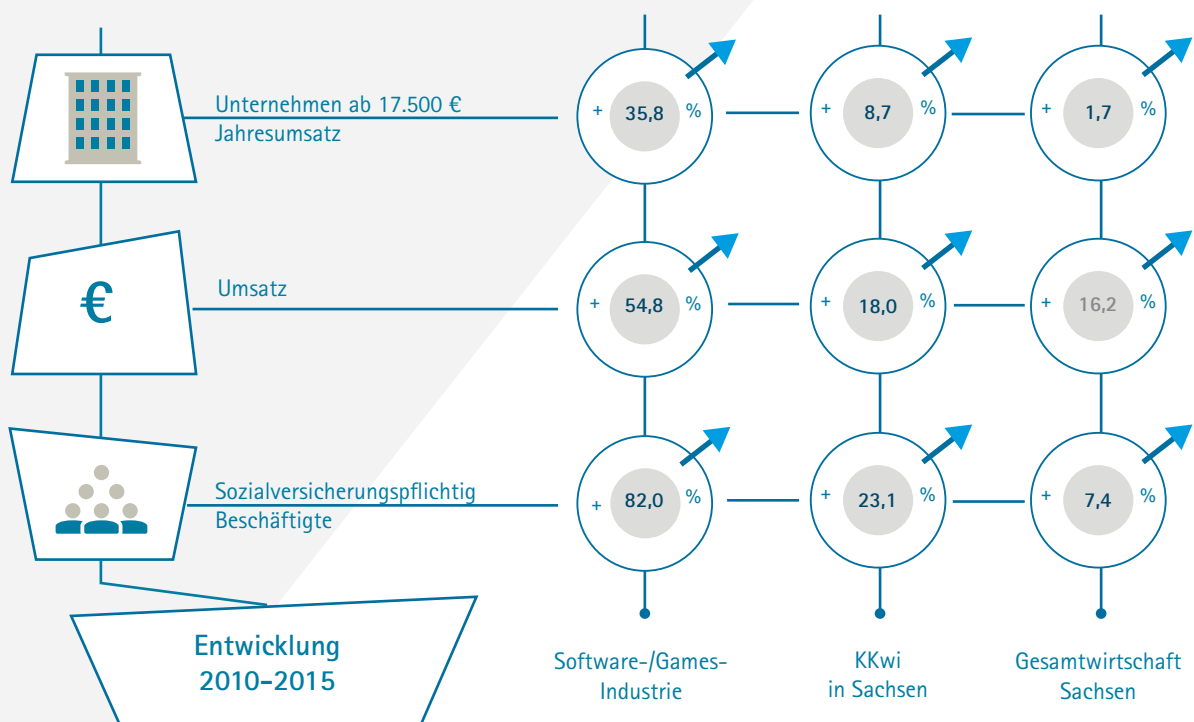 Unternehmen ab 17.500 €
Jahresumsatz
+ 35,8 %
+ 8,7 %
+ 1,7 %
€
Umsatz
+ 54,8 %
+ 18,0 %
+ 16,2 %
Sozialversicherungspflichtig
Beschäftigte
+ 82,0 %
+ 23,1 %
+ 7,4 %
Entwicklung
2010–2015
Software-/Games-
Industrie
KKwi
in Sachsen
Gesamtwirtschaft
Sachsen